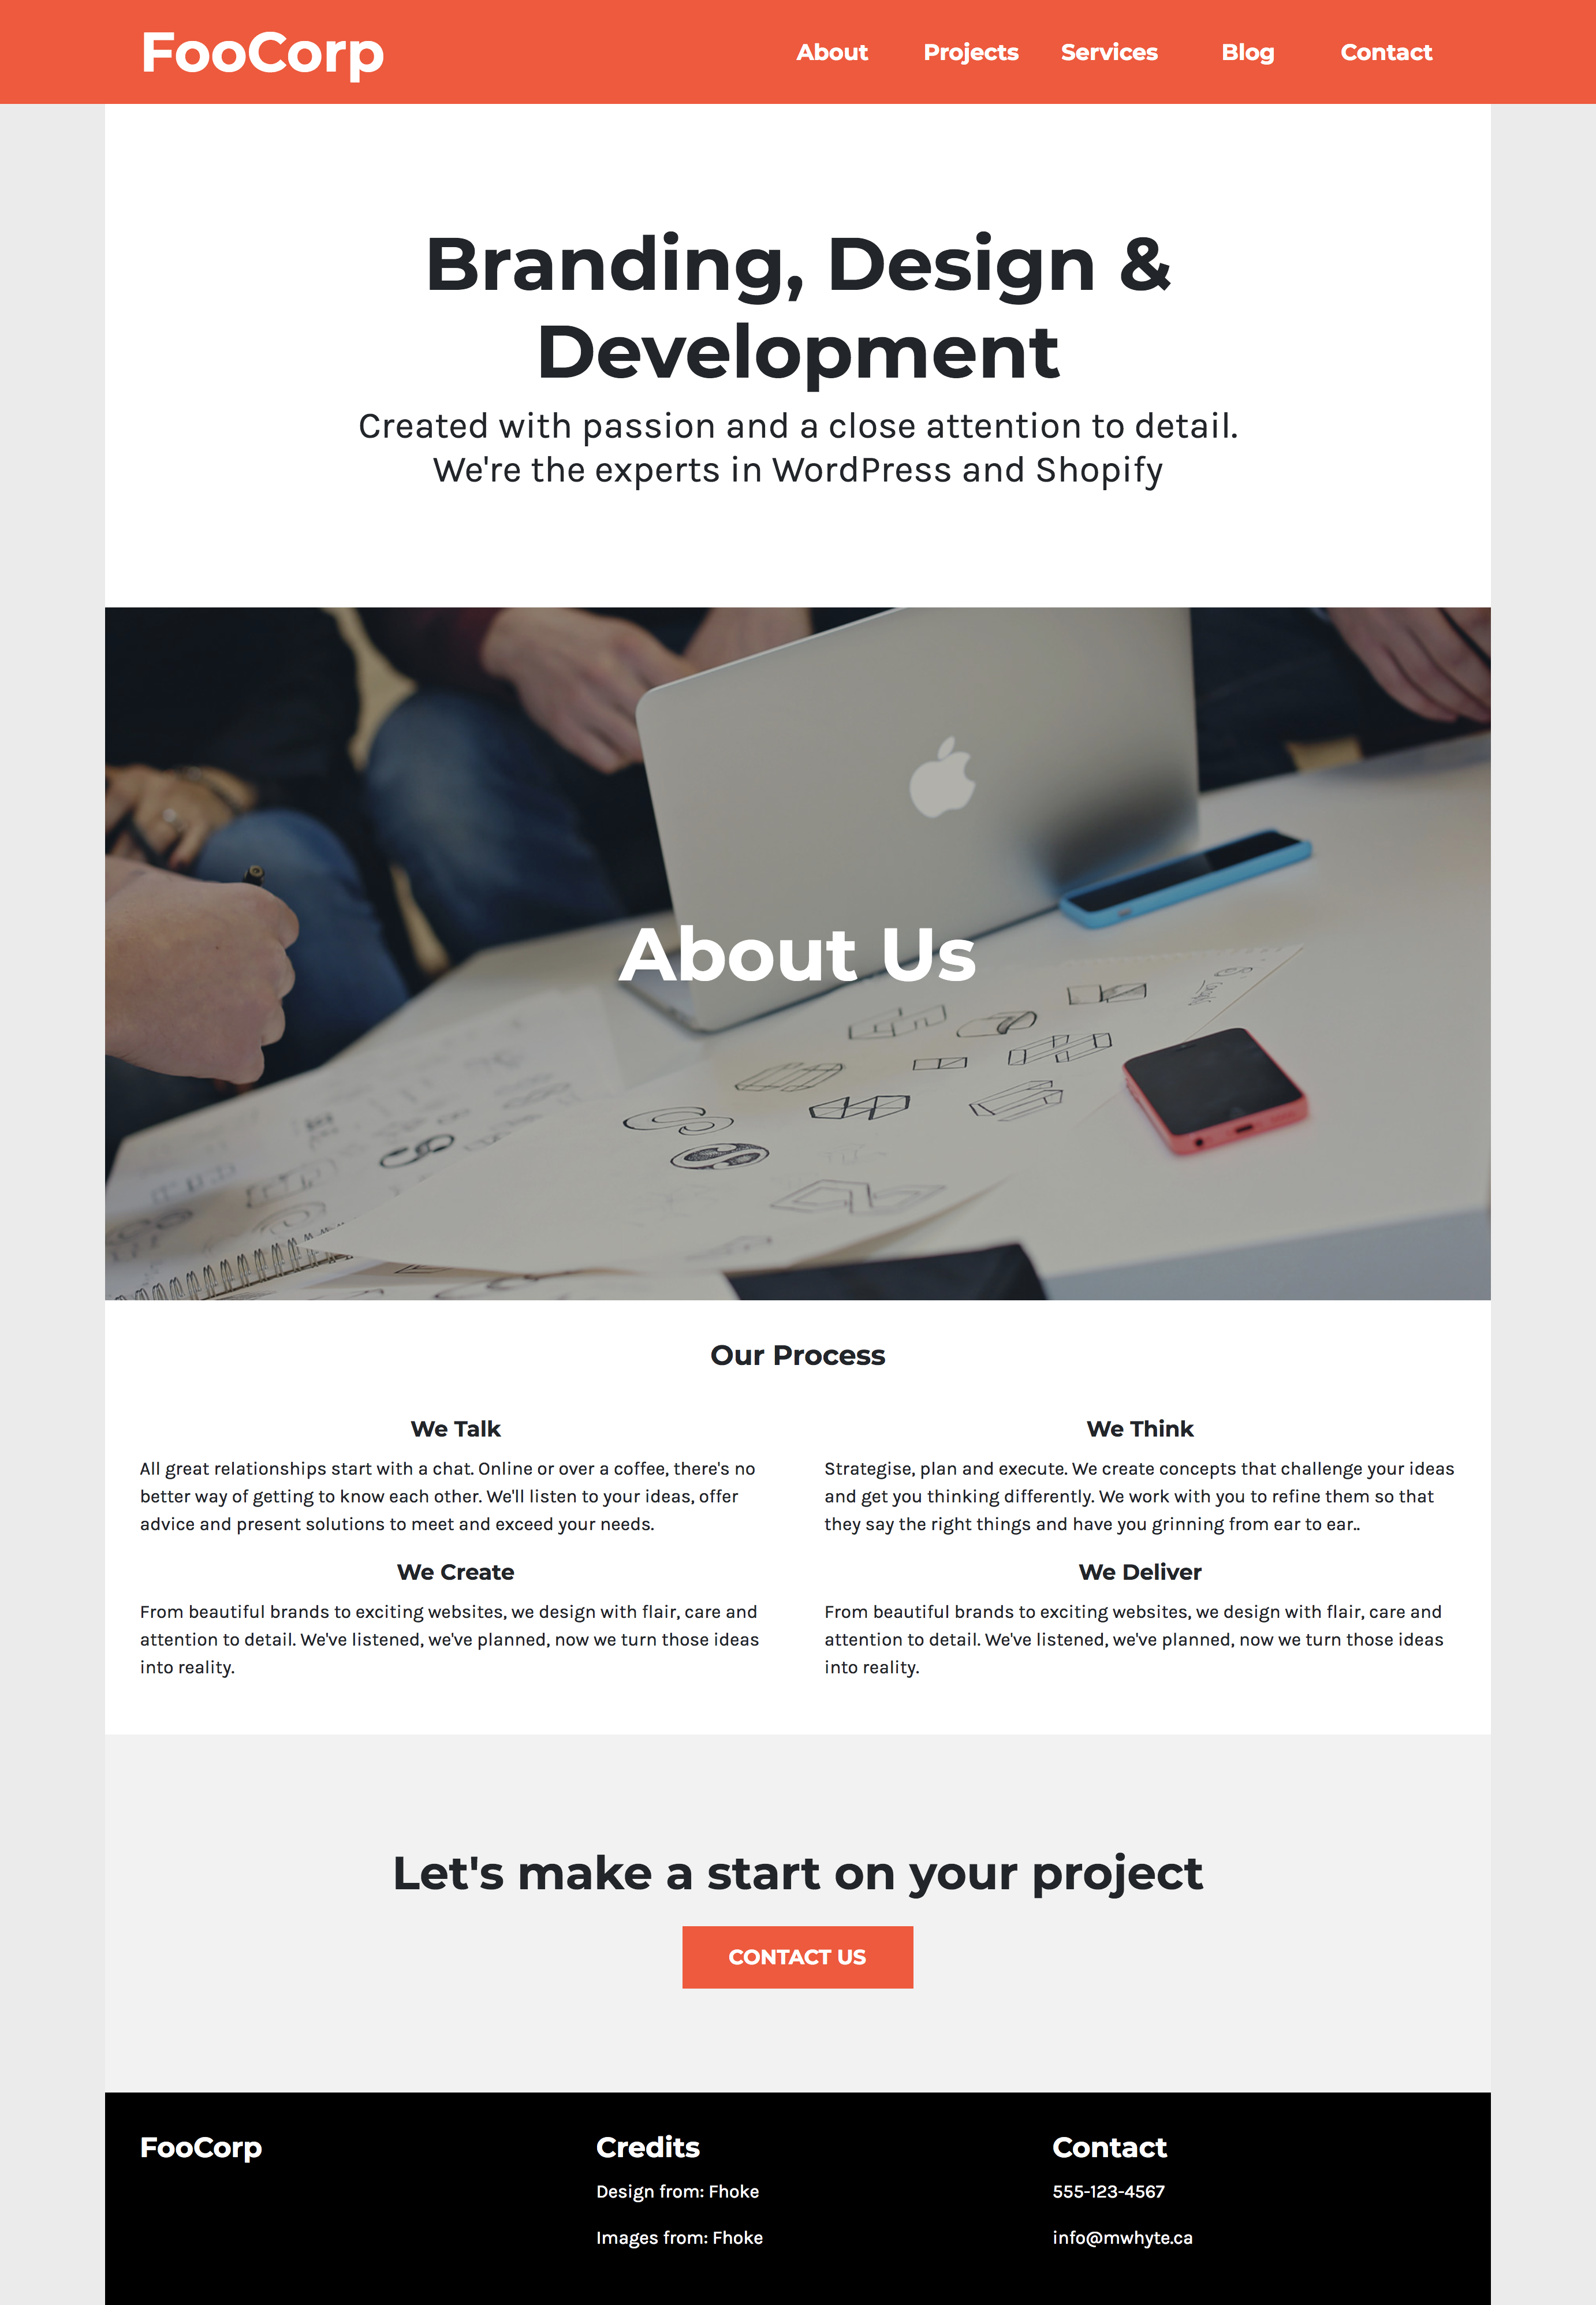 FooCorp
About Projects Services Blog Contact
Branding, Design &
Development
Created with passion and a close attention to detail.
We're the experts in WordPress and Shopify
About Us
Our Process
We Talk
All great relationships start with a chat. Online or over a coffee, there's no
better way of getting to know each other. We'll listen to your ideas, offer
advice and present solutions to meet and exceed your needs.
We Think
Strategise, plan and execute. We create concepts that challenge your ideas
and get you thinking differently. We work with you to refine them so that
they say the right things and have you grinning from ear to ear..
We Create
From beautiful brands to exciting websites, we design with flair, care and
attention to detail. We've listened, we've planned, now we turn those ideas
into reality.
We Deliver
From beautiful brands to exciting websites, we design with flair, care and
attention to detail. We've listened, we've planned, now we turn those ideas
into reality.
Let's make a start on your project
CONTACT US
FooCorp
Credits
Design from: Fhoke
Images from: Fhoke
Contact
555-123-4567
info@mwhyte.ca